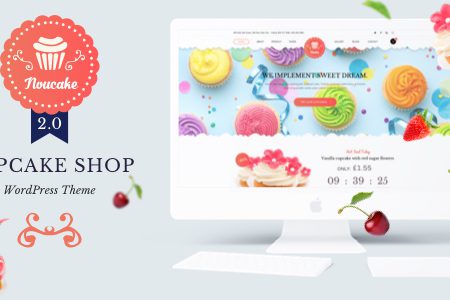 Noucake
2.0
PCAKE SHOP
WordPress Theme
WE IMPLEMENT SWEET DREAM.
Vanilla cupcake with red sugar flowers
ONLY: £1.55
09 : 39 : 25